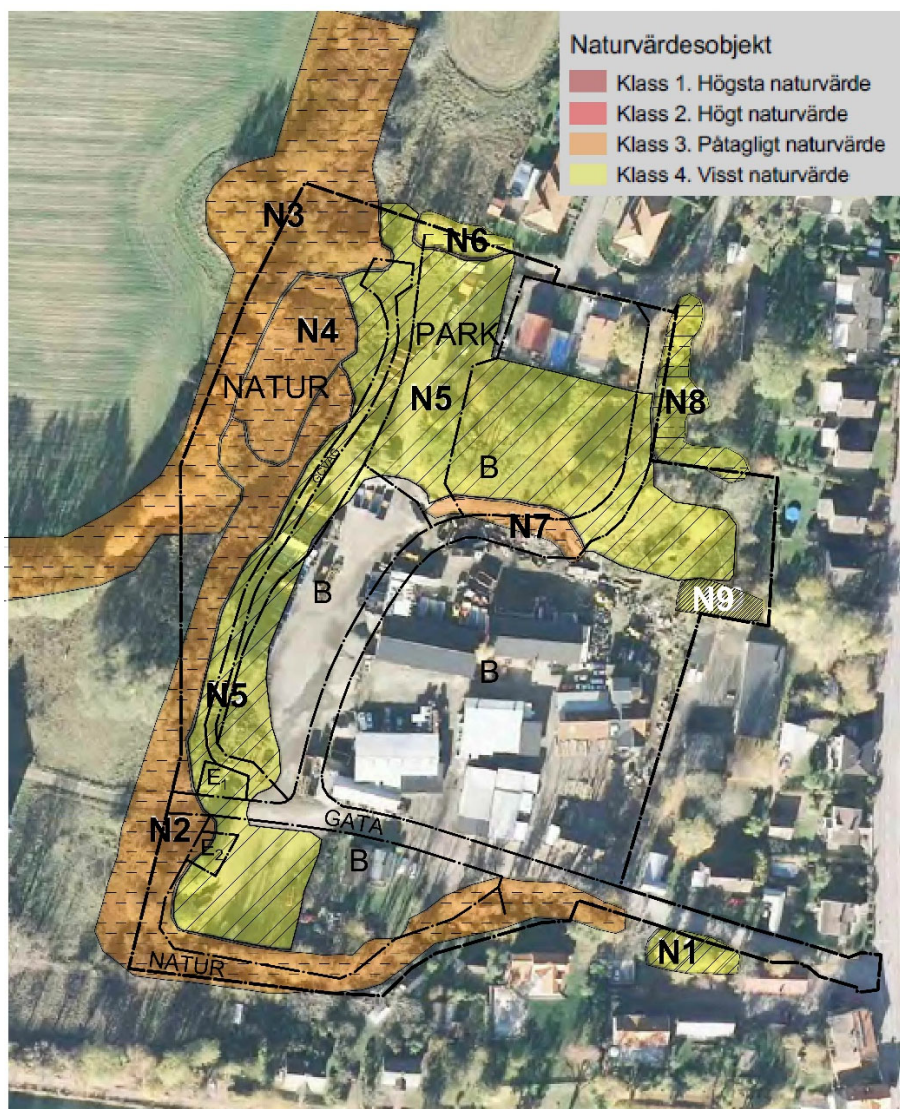 Naturvärdesobjekt
Klass 1. Högsta naturvärde
Klass 2. Högt naturvärde
Klass 3. Påtagligt naturvärde
Klass 4. Visst naturvärde
N3
N6
N4
PARK
NATUR
N5
N8
GCVÄG
B
N7
B
N9
B
N5
E1
N2
GATA
E2
B
N1
NATUR